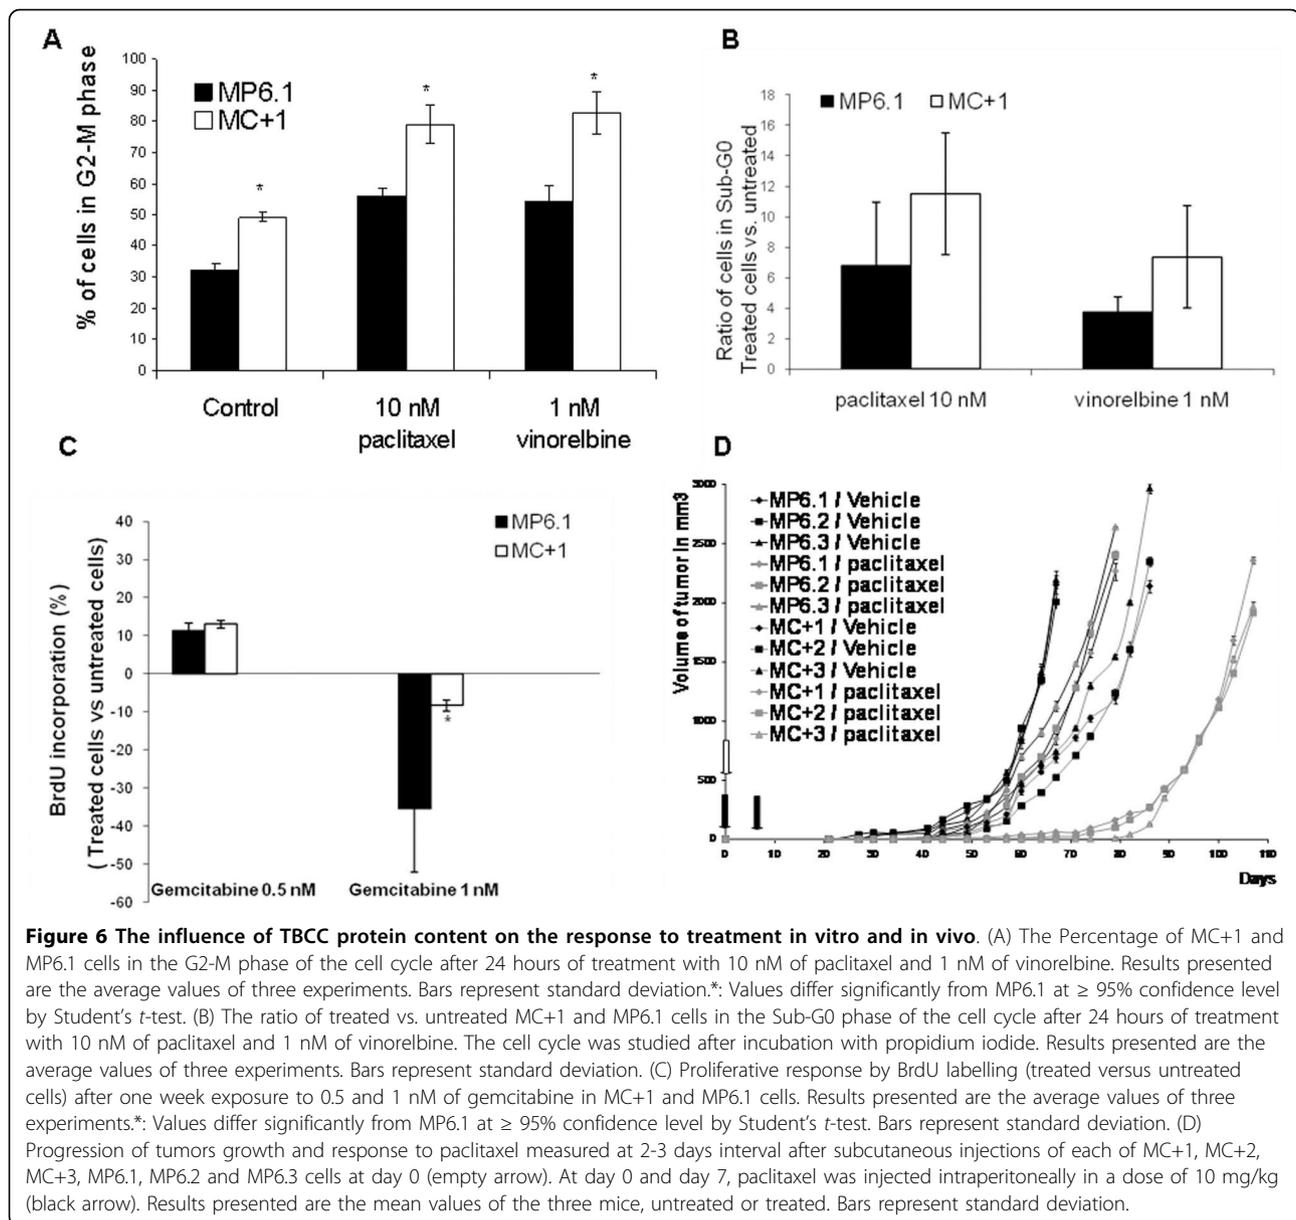 A
% of cells in G2-M phase
100
90
80
70
60
50
40
30
20
10
0
MP6.1
MC+1
*
*
*
Control
10 nM
paclitaxel
1 nM
vinorelbine
B
Ratio of cells in Sub-G0
Treated cells vs. untreated
18
16
14
12
10
8
6
4
2
0
MP6.1
MC+1
paclitaxel 10 nM
vinorelbine 1 nM
C
BrdU incorporation (%)
( Treated cells vs untreated cells)
40
30
20
10
0
-10
-20
-30
-40
-50
-60
MP6.1
MC+1
*
Gemcitabine 0.5 nM
Gemcitabine 1 nM
D
Volume of tumor in mm3
3000
2500
2000
1500
1000
500
0
MP6.1 / Vehicle
MP6.2 / Vehicle
MP6.3 / Vehicle
MP6.1 / paclitaxel
MP6.2 / paclitaxel
MP6.3 / paclitaxel
MC+1 / Vehicle
MC+2 / Vehicle
MC+3 / Vehicle
MC+1 / paclitaxel
MC+2 / paclitaxel
MC+3 / paclitaxel
0 10 20 30 40 50 60 70 80 90 100 110
Days
Figure 6 The influence of TBCC protein content on the response to treatment in vitro and in vivo. (A) The Percentage of MC+1 and
MP6.1 cells in the G2-M phase of the cell cycle after 24 hours of treatment with 10 nM of paclitaxel and 1 nM of vinorelbine. Results presented
are the average values of three experiments. Bars represent standard deviation.*: Values differ significantly from MP6.1 at ≥ 95% confidence level
by Student's t-test. (B) The ratio of treated vs. untreated MC+1 and MP6.1 cells in the Sub-G0 phase of the cell cycle after 24 hours of treatment
with 10 nM of paclitaxel and 1 nM of vinorelbine. The cell cycle was studied after incubation with propidium iodide. Results presented are the
average values of three experiments. Bars represent standard deviation. (C) Proliferative response by BrdU labelling (treated versus untreated
cells) after one week exposure to 0.5 and 1 nM of gemcitabine in MC+1 and MP6.1 cells. Results presented are the average values of three
experiments.*: Values differ significantly from MP6.1 at ≥ 95% confidence level by Student's t-test. Bars represent standard deviation. (D)
Progression of tumors growth and response to paclitaxel measured at 2-3 days interval after subcutaneous injections of each of MC+1, MC+2,
MC+3, MP6.1, MP6.2 and MP6.3 cells at day 0 (empty arrow). At day 0 and day 7, paclitaxel was injected intraperitoneally in a dose of 10 mg/kg
(black arrow). Results presented are the mean values of the three mice, untreated or treated. Bars represent standard deviation.